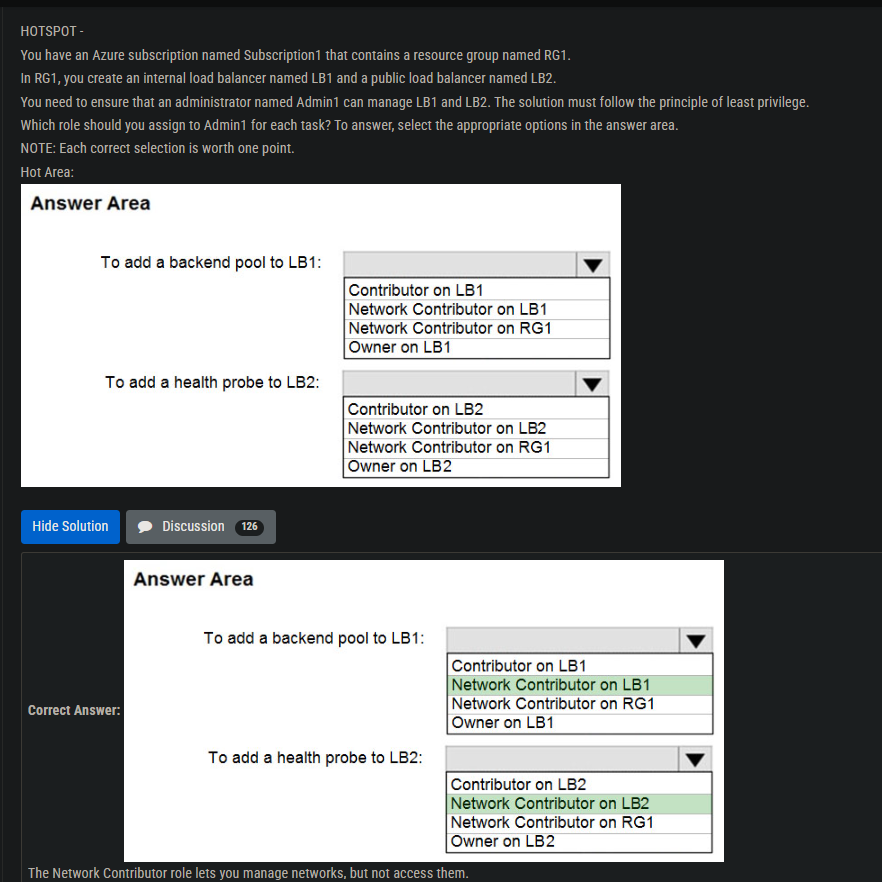 HOTSPOT -
You have an Azure subscription named Subscription1 that contains a resource group named RG1.
In RG1, you create an internal load balancer named LB1 and a public load balancer named LB2.
You need to ensure that an administrator named Admin1 can manage LB1 and LB2. The solution must follow the principle of least privilege.
Which role should you assign to Admin1 for each task? To answer, select the appropriate options in the answer area.
NOTE: Each correct selection is worth one point.
Hot Area:
Answer Area
To add a backend pool to LB1:
Contributor on LB1
Network Contributor on LB1
Network Contributor on RG1
Owner on LB1
To add a health probe to LB2:
Contributor on LB2
Network Contributor on LB2
Network Contributor on RG1
Owner on LB2
Hide Solution
Discussion 126
Correct Answer:
Answer Area
To add a backend pool to LB1:
Contributor on LB1
Network Contributor on LB1
Network Contributor on RG1
Owner on LB1
To add a health probe to LB2:
Contributor on LB2
Network Contributor on LB2
Network Contributor on RG1
Owner on LB2
The Network Contributor role lets you manage networks, but not access them.